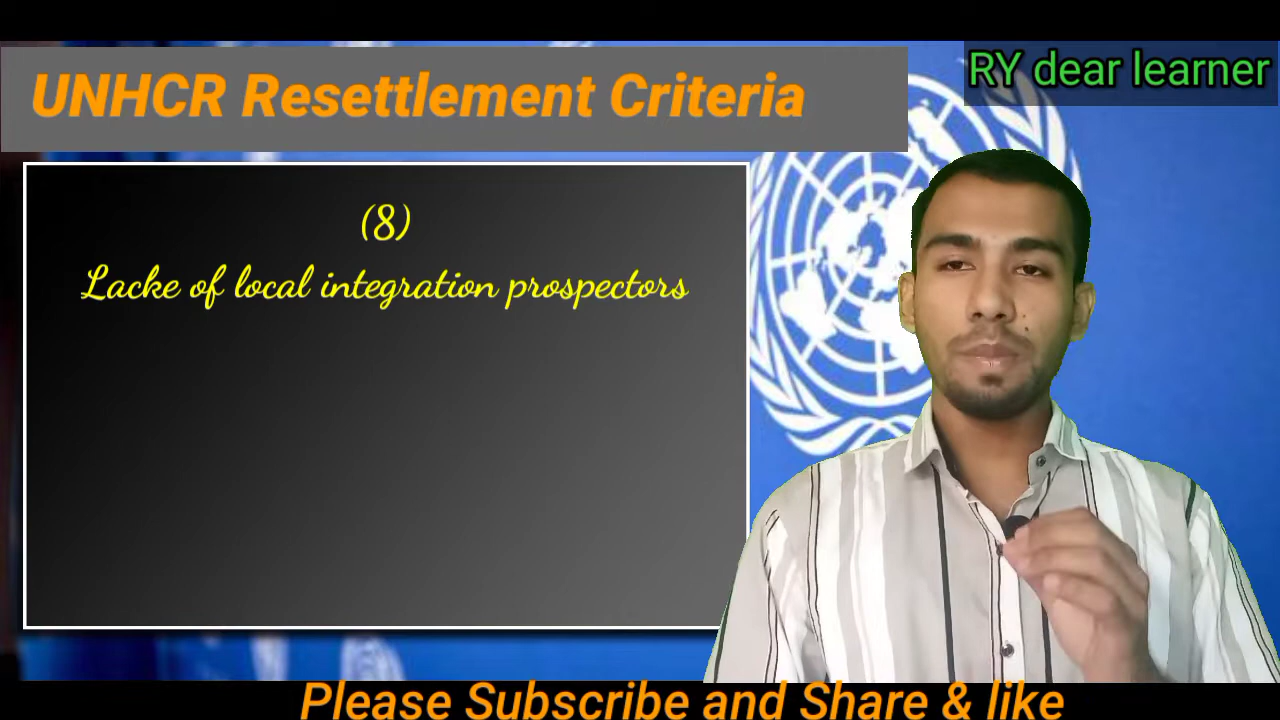 UNHCR Resettlement Criteria
RY dear learner
(8)
Lacke of local integration prospectors
Please Subscribe and Share & like